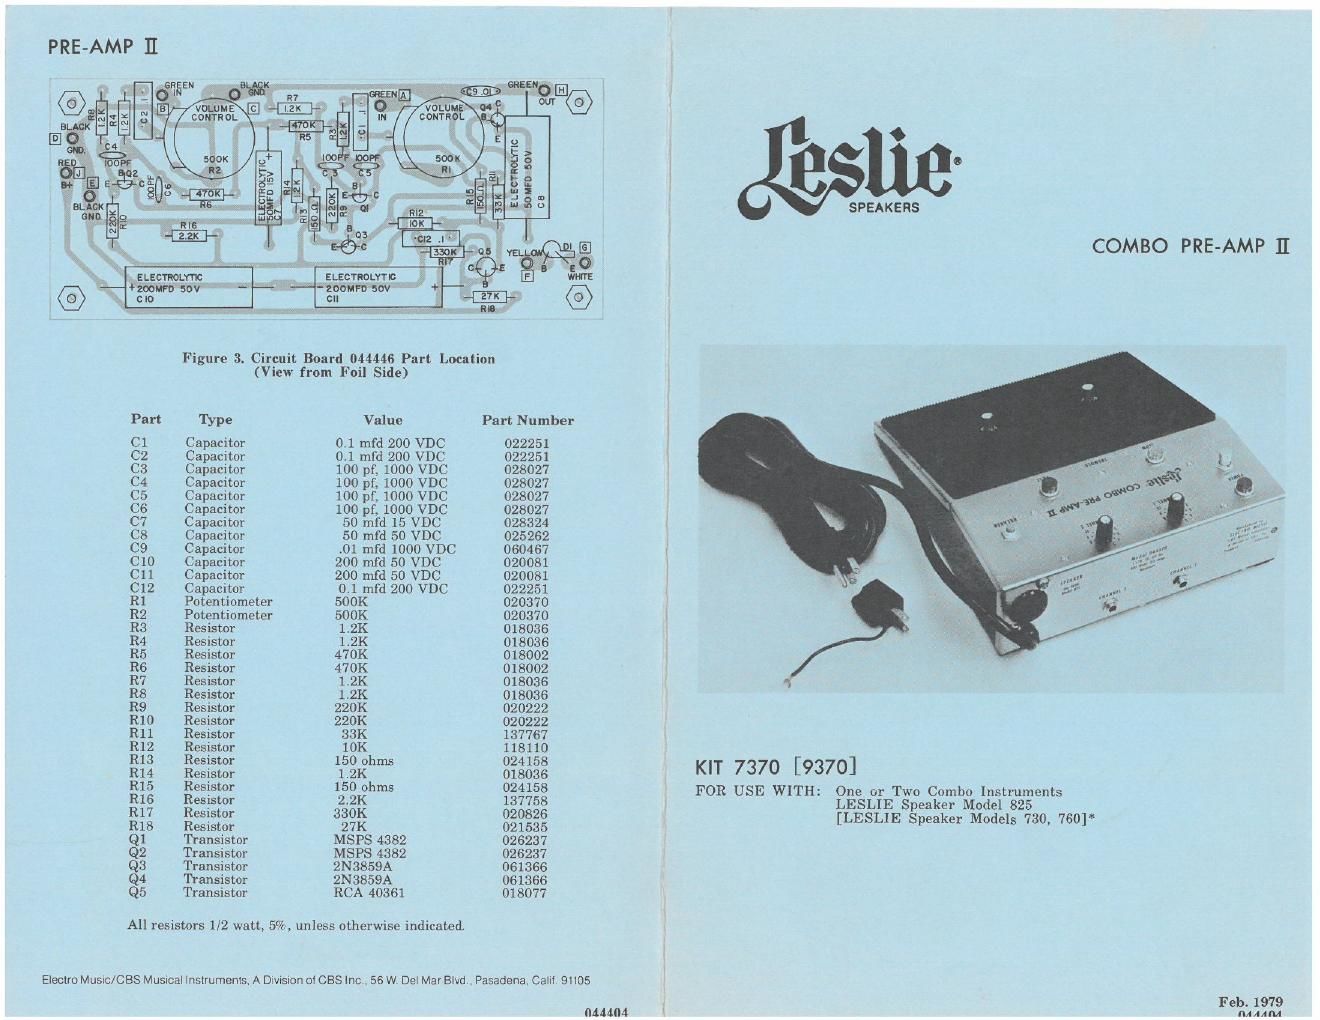 PRE-AMP II
GREEN IN
BLACK GND.
R7 1.2K
GREEN A IN
C9 .01
GREEN H OUT
R8 1.2K
R4 1.2K
C2 .1
B
VOLUME CONTROL
C
470K R5
R3 1.2K
C1 .1
VOLUME CONTROL
Q4 C B E
D
BLACK GND.
C4 100PF
500K R2
100PF C3
100PF C5
500K R1
ELECTROLYTIC 50MFD 50V C8
RED J B+
E
BLACK GND.
Q2 B E C
100PF C6
470K R6
ELECTROLYTIC 50MFD 15V C7
R14 1.2K
R13 150Ω
220K R9
B E C Q1
R15 150Ω
R11 33K
220K R10
R16 2.2K
R12 10K
C12 .1
330K R17
Q3 E C B
Q5 C E B
YELLOW F
D1 G
B E
WHITE
ELECTROLYTIC 200MFD 50V C10
ELECTROLYTIC 200MFD 50V C11
27K R18
Figure 3. Circuit Board 044446 Part Location
(View from Foil Side)
Part Type Value Part Number
C1 Capacitor 0.1 mfd 200 VDC 022251
C2 Capacitor 0.1 mfd 200 VDC 022251
C3 Capacitor 100 pf, 1000 VDC 028027
C4 Capacitor 100 pf, 1000 VDC 028027
C5 Capacitor 100 pf, 1000 VDC 028027
C6 Capacitor 100 pf, 1000 VDC 028027
C7 Capacitor 50 mfd 15 VDC 028324
C8 Capacitor 50 mfd 50 VDC 025262
C9 Capacitor .01 mfd 1000 VDC 060467
C10 Capacitor 200 mfd 50 VDC 020081
C11 Capacitor 200 mfd 50 VDC 020081
C12 Capacitor 0.1 mfd 200 VDC 022251
R1 Potentiometer 500K 020370
R2 Potentiometer 500K 020370
R3 Resistor 1.2K 018036
R4 Resistor 1.2K 018036
R5 Resistor 470K 018002
R6 Resistor 470K 018002
R7 Resistor 1.2K 018036
R8 Resistor 1.2K 018036
R9 Resistor 220K 020222
R10 Resistor 220K 020222
R11 Resistor 33K 137767
R12 Resistor 10K 118110
R13 Resistor 150 ohms 024158
R14 Resistor 1.2K 018036
R15 Resistor 150 ohms 024158
R16 Resistor 2.2K 137758
R17 Resistor 330K 020826
R18 Resistor 27K 021535
Q1 Transistor MSPS 4382 026237
Q2 Transistor MSPS 4382 026237
Q3 Transistor 2N3859A 061366
Q4 Transistor 2N3859A 061366
Q5 Transistor RCA 40361 018077
All resistors 1/2 watt, 5%, unless otherwise indicated.
Electro Music/CBS Musical Instruments, A Division of CBS Inc., 56 W. Del Mar Blvd., Pasadena, Calif. 91105
044404
Leslie®
SPEAKERS
COMBO PRE-AMP II
Leslie COMBO PRE-AMP II
SPEAKER
CHANNEL 2
CHANNEL 1
KIT 7370 [9370]
FOR USE WITH: One or Two Combo Instruments
LESLIE Speaker Model 825
[LESLIE Speaker Models 730, 760]*
Feb. 1979
044404